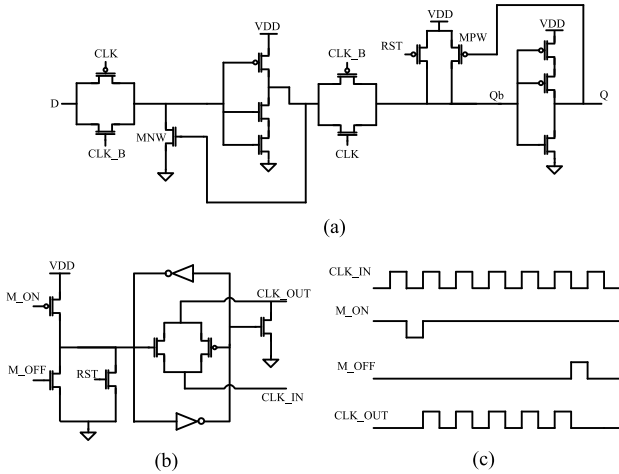 VDD
VDD
VDD
CLK
CLK_B
RST
MPW
D
MNW
Qb
Q
CLK_B
CLK
(a)
VDD
M_ON
M_OFF
RST
CLK_OUT
CLK_IN
(b)
CLK_IN
M_ON
M_OFF
CLK_OUT
(c)